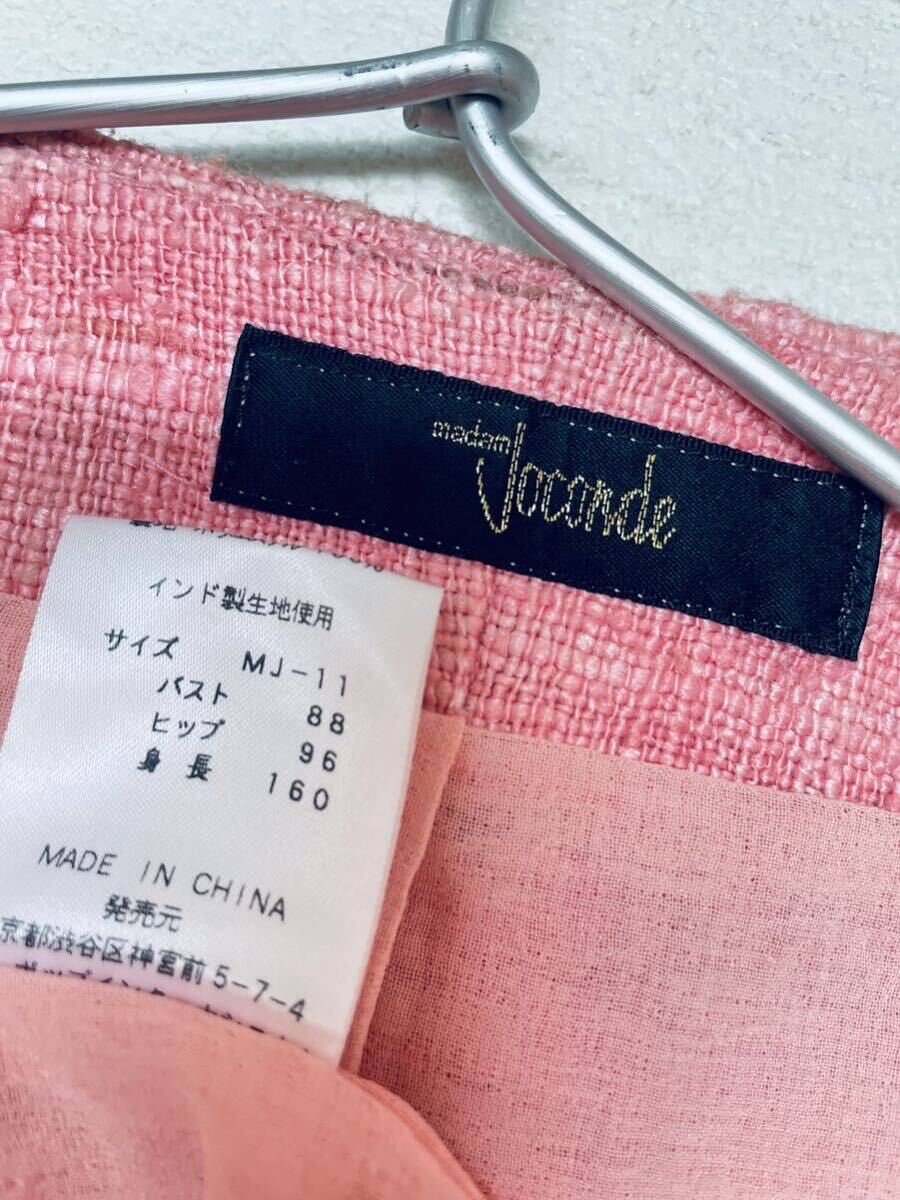 madam
Joconde
インド製生地使用
サイズ MJ-11
バスト 88
ヒップ 96
身長 160
MADE IN CHINA
発売元
京都渋谷区神宮前5-7-4